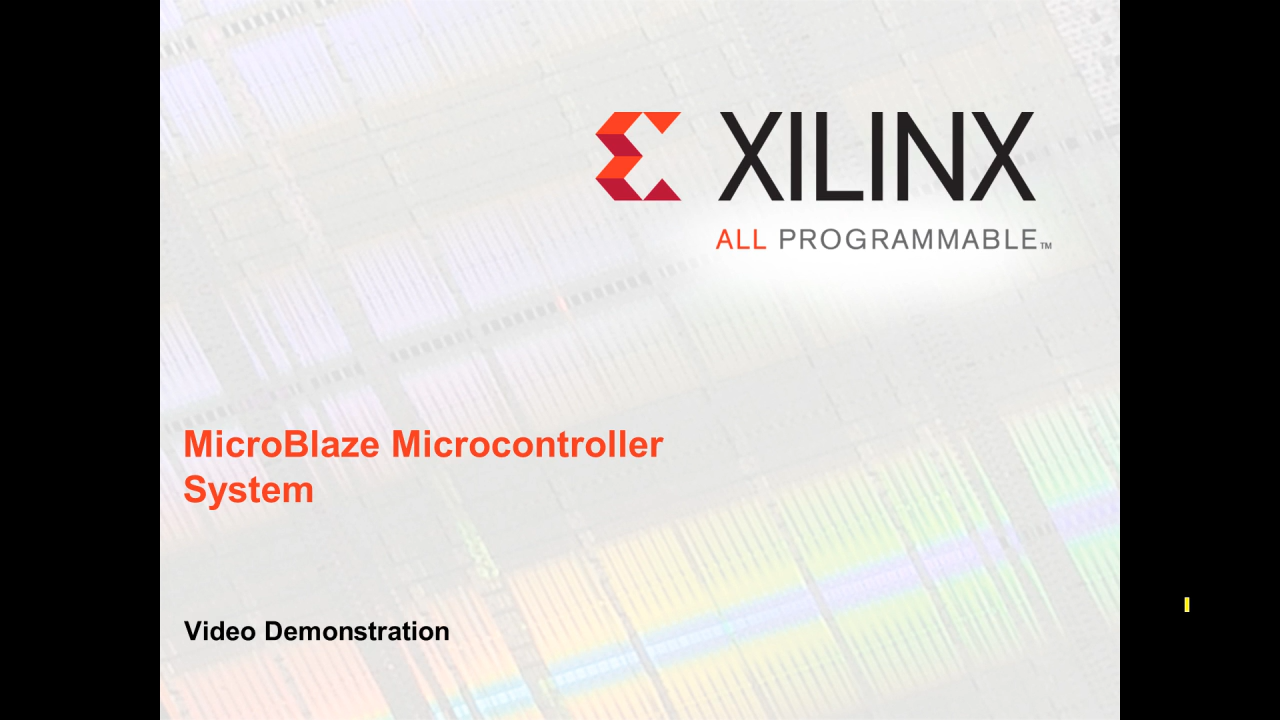 XILINX
ALL PROGRAMMABLE™
MicroBlaze Microcontroller
System
Video Demonstration